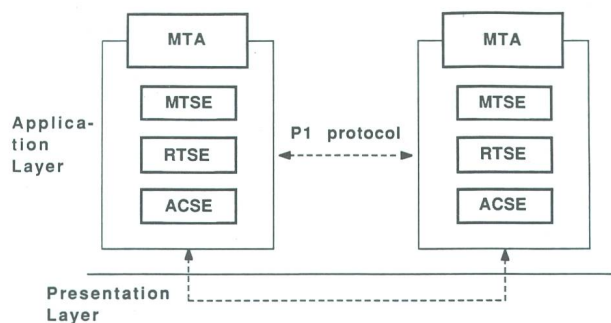 MTA
MTA
MTSE
MTSE
Applica-
tion
Layer
P1 protocol
RTSE
RTSE
ACSE
ACSE
Presentation
Layer